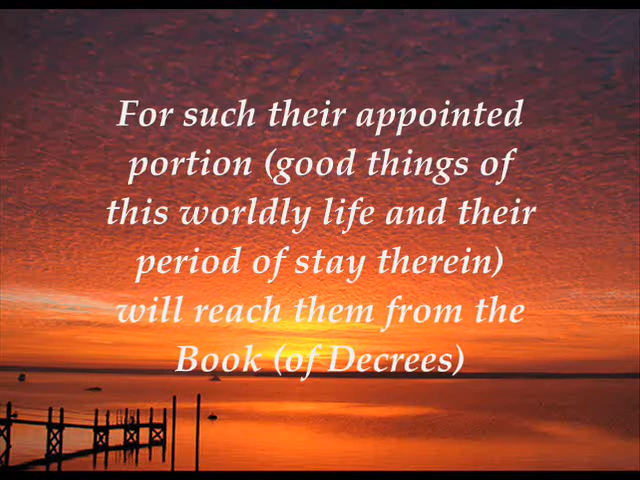 For such their appointed
portion (good things of
this worldly life and their
period of stay therein)
will reach them from the
Book (of Decrees)